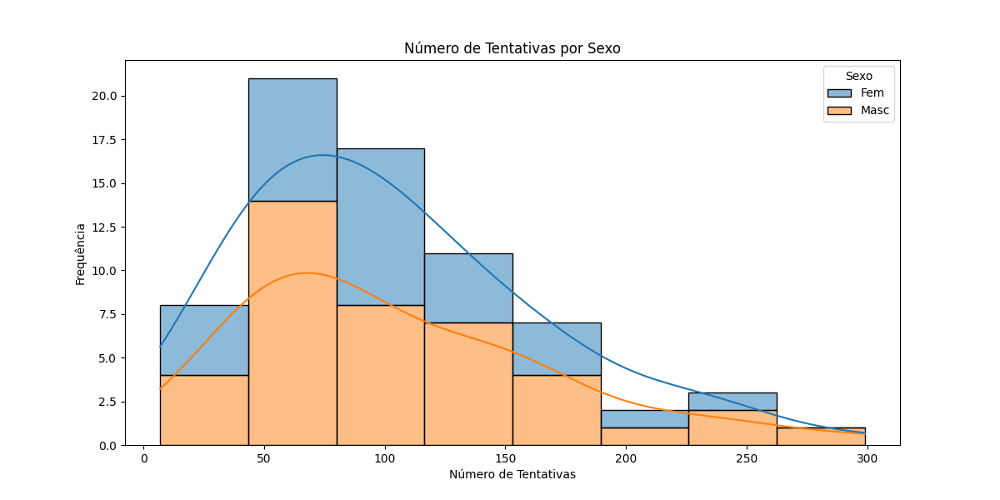 Número de Tentativas por Sexo
Sexo
Fem
Masc
20.0
17.5
15.0
12.5
10.0
7.5
5.0
2.5
0.0
Frequência
0 50 100 150 200 250 300
Número de Tentativas